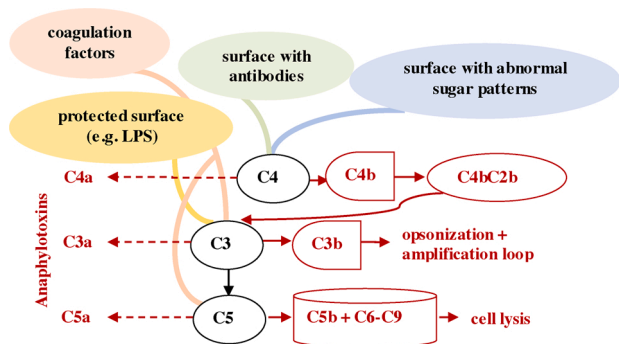 coagulation
factors
surface with
antibodies
surface with abnormal
sugar patterns
protected surface
(e.g. LPS)
C4a
C4
C4b
C4bC2b
Anaphylotoxins
C3a
C3
C3b
opsonization +
amplification loop
C5a
C5
C5b + C6-C9
cell lysis